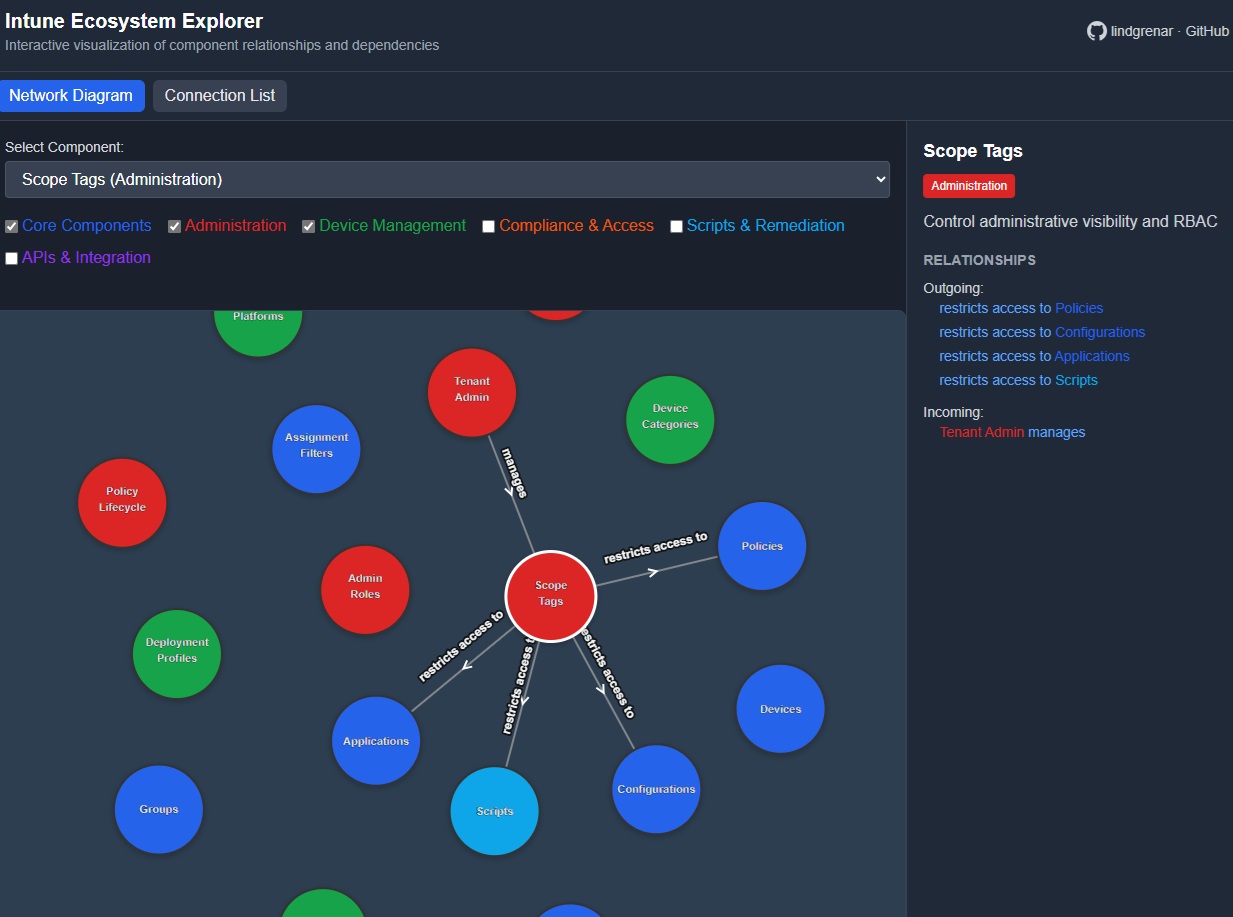 Intune Ecosystem Explorer
Interactive visualization of component relationships and dependencies
lindgrenar · GitHub
Network Diagram
Connection List
Select Component:
Scope Tags (Administration)
Core Components
Administration
Device Management
Compliance & Access
Scripts & Remediation
APIs & Integration
Platforms
Tenant
Admin
Device
Categories
Assignment
Filters
manages
Policy
Lifecycle
restricts access to
Policies
Admin
Roles
Scope
Tags
Deployment
Profiles
restricts access to
restricts access to
restricts access to
Devices
Applications
Configurations
Groups
Scripts
Scope Tags
Administration
Control administrative visibility and RBAC
RELATIONSHIPS
Outgoing:
restricts access to Policies
restricts access to Configurations
restricts access to Applications
restricts access to Scripts
Incoming:
Tenant Admin manages